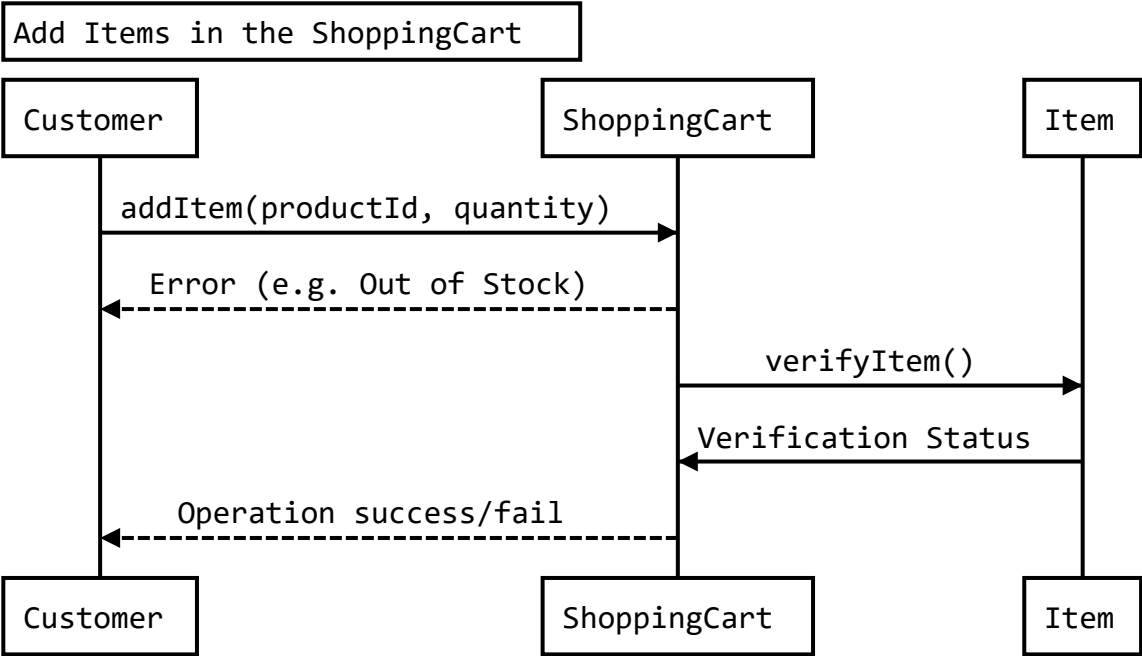 Add Items in the ShoppingCart
Customer
ShoppingCart
Item
addItem(productId, quantity)
Error (e.g. Out of Stock)
verifyItem()
Verification Status
Operation success/fail
Customer
ShoppingCart
Item